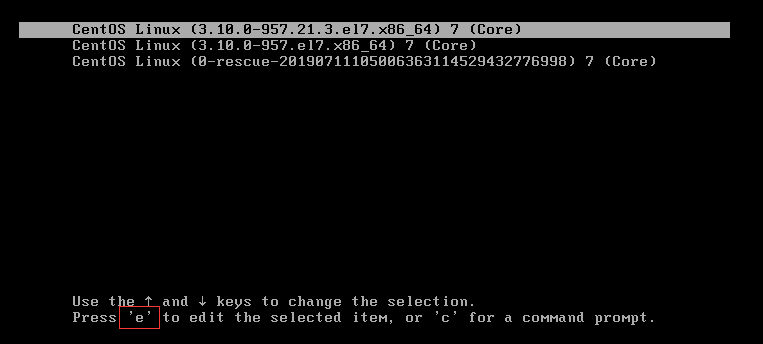 CentOS Linux (3.10.0-957.21.3.el7.x86_64) 7 (Core)
CentOS Linux (3.10.0-957.el7.x86_64) 7 (Core)
CentOS Linux (0-rescue-20190711105006363114529432776998) 7 (Core)
Use the ↑ and ↓ keys to change the selection.
Press 'e' to edit the selected item, or 'c' for a command prompt.